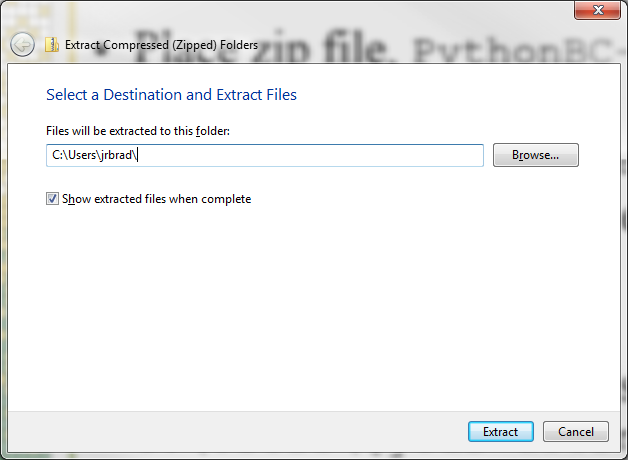 • Place zip file, PythonBC-
Extract Compressed (Zipped) Folders
Select a Destination and Extract Files
Files will be extracted to this folder:
C:\Users\jrbrad\
Browse...
Show extracted files when complete
Extract
Cancel